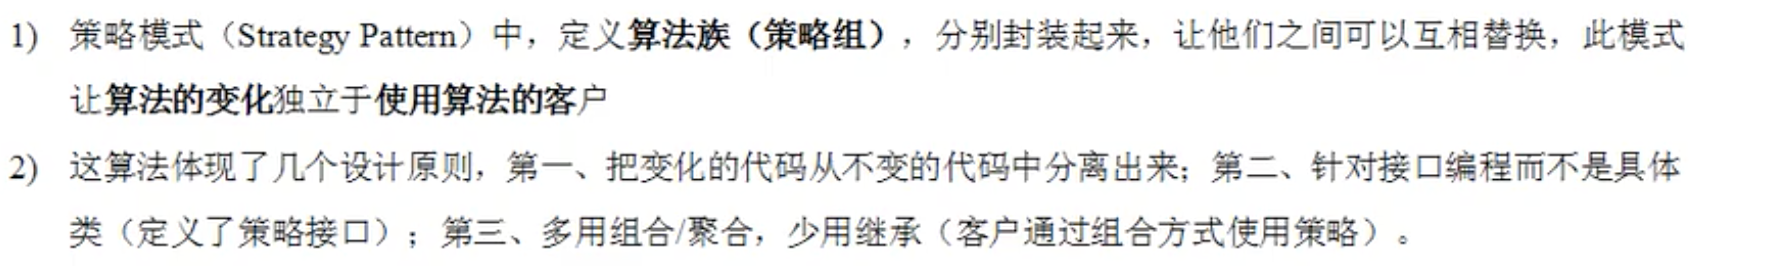 1) 策略模式（Strategy Pattern）中，定义算法族（策略组），分别封装起来，让他们之间可以互相替换，此模式
让算法的变化独立于使用算法的客户
2) 这算法体现了几个设计原则，第一、把变化的代码从不变的代码中分离出来；第二、针对接口编程而不是具体
类（定义了策略接口）；第三、多用组合/聚合，少用继承（客户通过组合方式使用策略）。